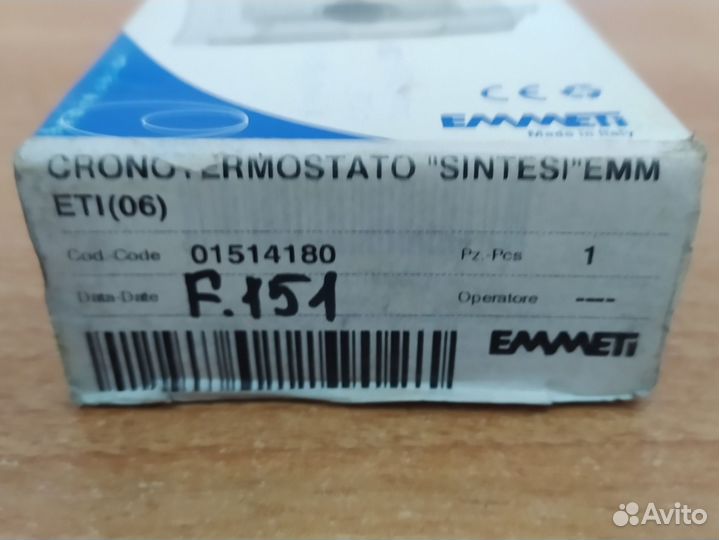 CE
EMMETI
Made in Italy
CRONOTERMOSTATO "SINTESI"EMM
ETI(06)
Cod.-Code 01514180 Pz.-Pcs 1
Data-Date F.151 Operatore ----
EMMETI
Avito